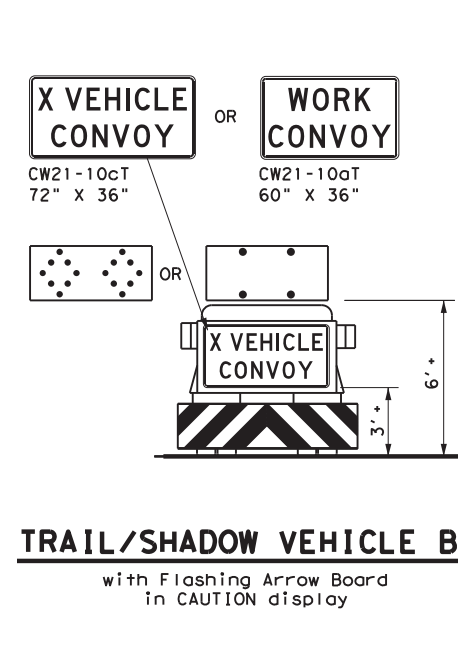 X VEHICLE
CONVOY
OR
WORK
CONVOY
CW21-10cT
72" X 36"
CW21-10aT
60" X 36"
OR
X VEHICLE
CONVOY
6' +
3' +
TRAIL/SHADOW VEHICLE B
with Flashing Arrow Board
in CAUTION display